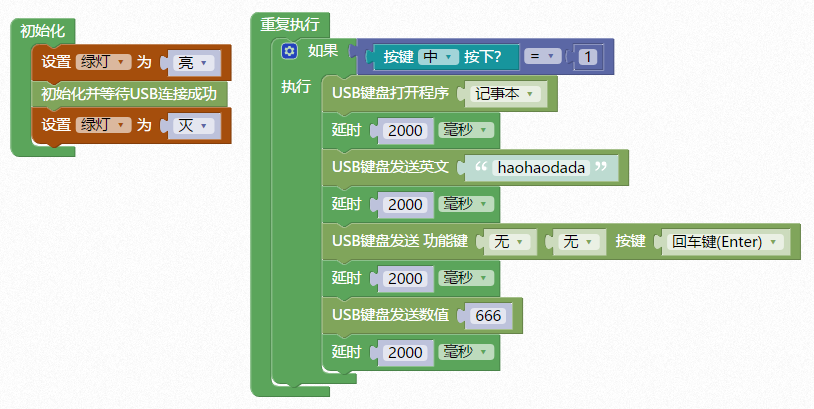 初始化
设置 绿灯 为 亮
初始化并等待USB连接成功
设置 绿灯 为 灭
重复执行
如果 按键 中 按下? = 1
执行 USB键盘打开程序 记事本
延时 2000 毫秒
USB键盘发送英文 “ haohaodada ”
延时 2000 毫秒
USB键盘发送 功能键 无 无 按键 回车键(Enter)
延时 2000 毫秒
USB键盘发送数值 666
延时 2000 毫秒